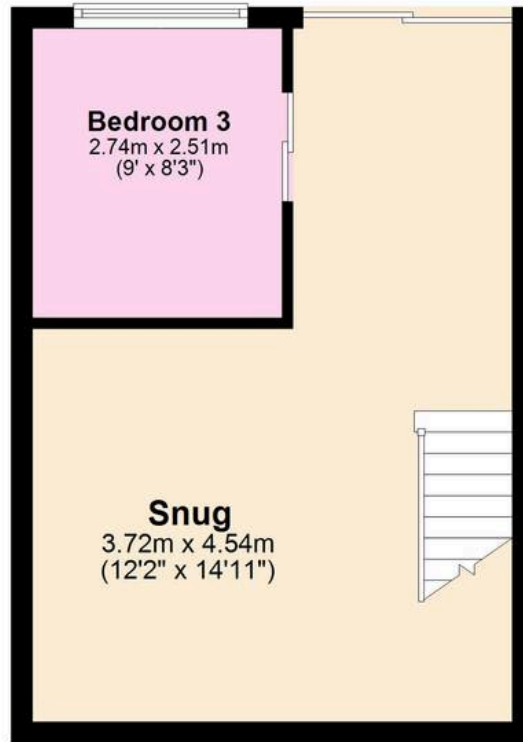 Bedroom 3
2.74m x 2.51m
(9' x 8'3")
Snug
3.72m x 4.54m
(12'2" x 14'11")